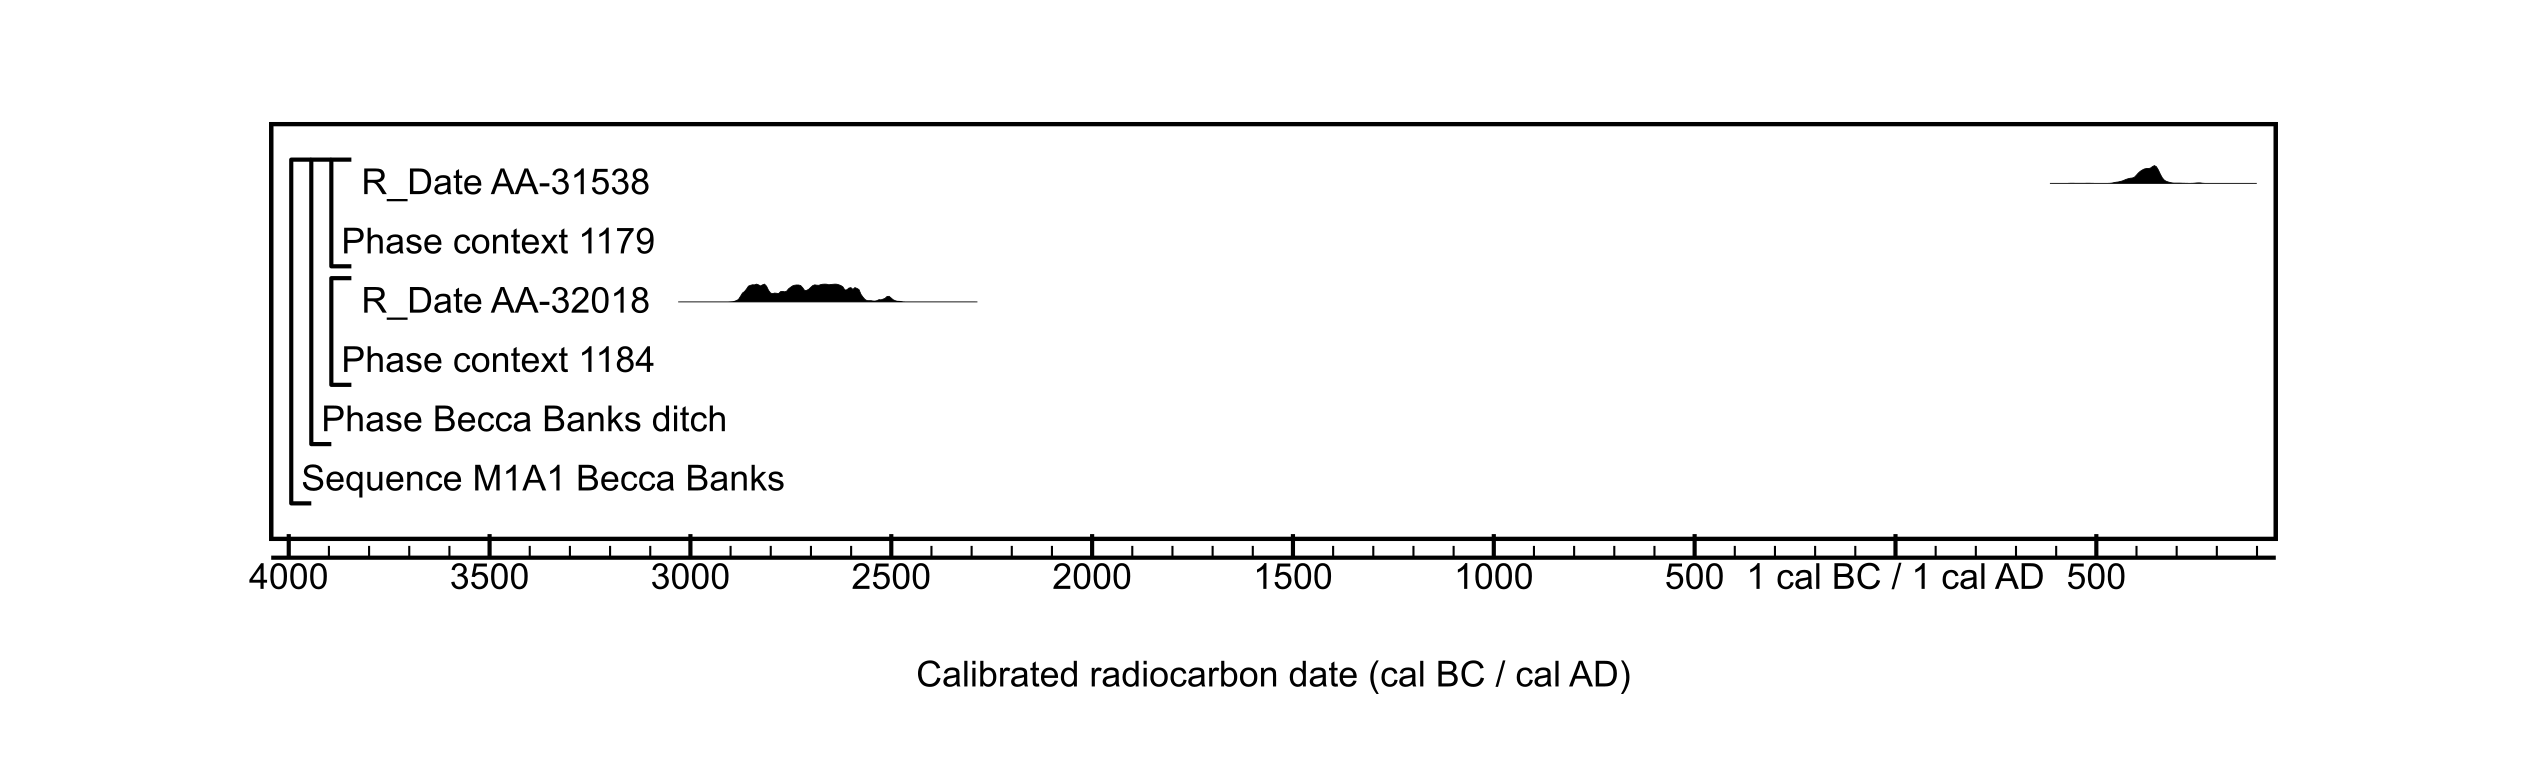 R_Date AA-31538
Phase context 1179
R_Date AA-32018
Phase context 1184
Phase Becca Banks ditch
Sequence M1A1 Becca Banks
4000 3500 3000 2500 2000 1500 1000 500 1 cal BC / 1 cal AD 500
Calibrated radiocarbon date (cal BC / cal AD)